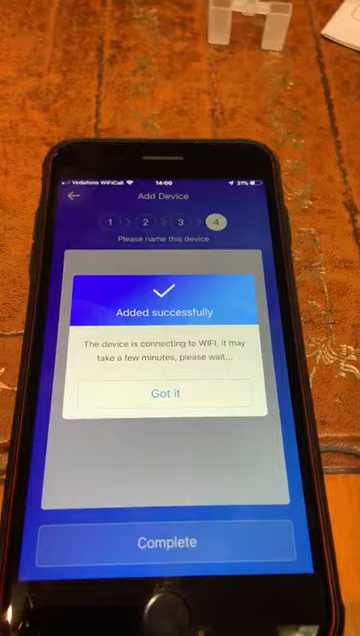 Vodafone WiFiCall 14:00 31%
Add Device
1 2 3 4
Please name this device
Added successfully
The device is connecting to WIFI, it may
take a few minutes, please wait...
Got it
Complete